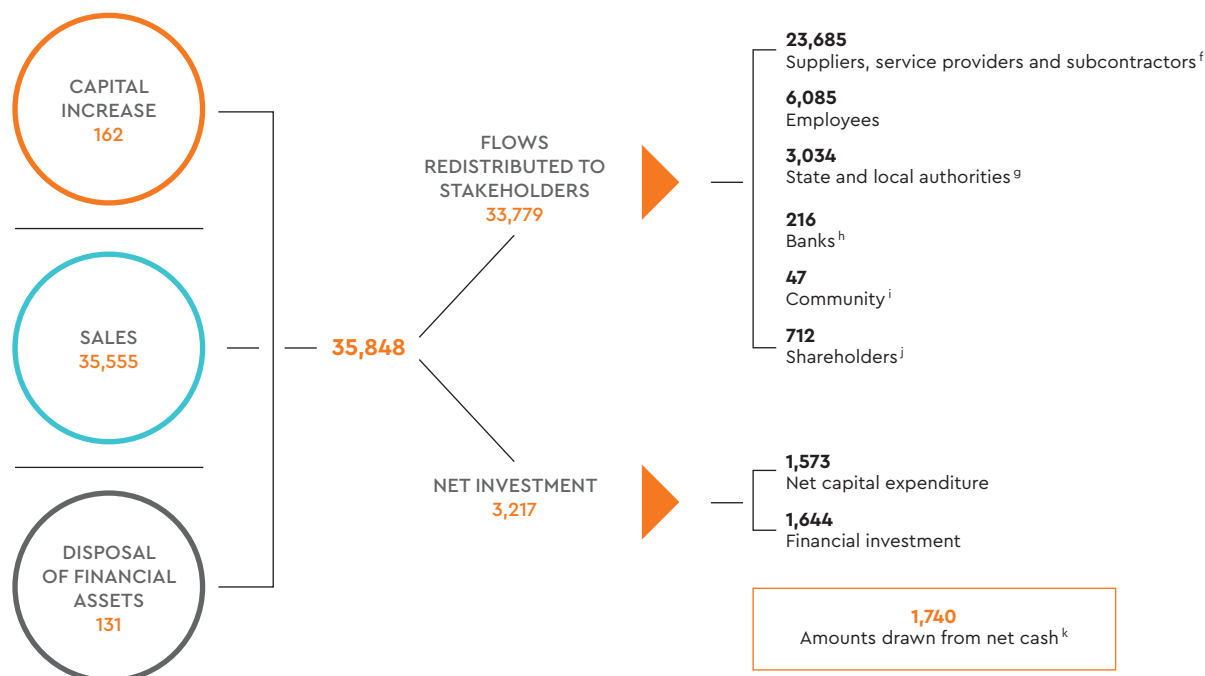 CAPITAL
INCREASE
162
SALES
35,555
DISPOSAL
OF FINANCIAL
ASSETS
131
35,848
FLOWS
REDISTRIBUTED TO
STAKEHOLDERS
33,779
NET INVESTMENT
3,217
23,685
Suppliers, service providers and subcontractors f
6,085
Employees
3,034
State and local authorities g
216
Banks h
47
Community i
712
Shareholders j
1,573
Net capital expenditure
1,644
Financial investment
1,740
Amounts drawn from net cash k